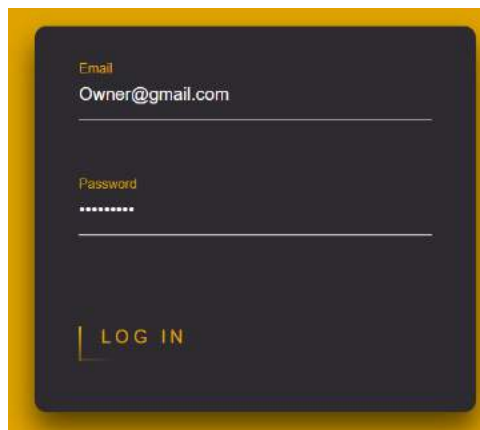 Email
Owner@gmail.com
Password
•••••••••
LOG IN